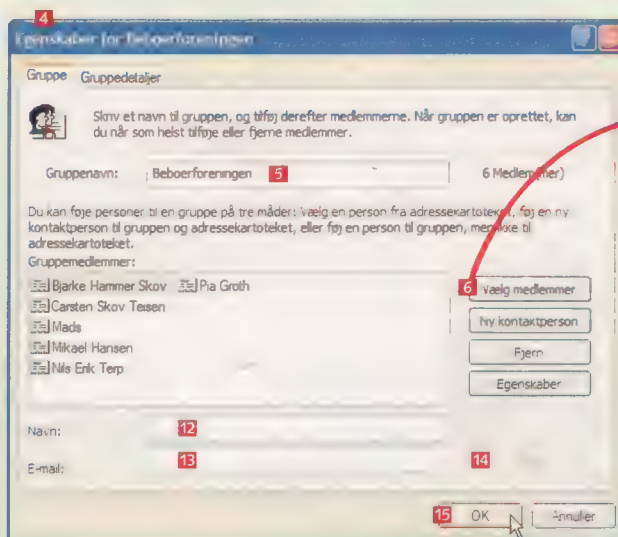 4
Egenskaber for Beboerforeningen
Gruppe Gruppedetaljer
Skriv et navn til gruppen, og tilføj derefter medlemmerne. Når gruppen er oprettet, kan
du når som helst tilføje eller fjerne medlemmer.
Gruppenavn: Beboerforeningen 5 6 Medlem(mer)
Du kan føje personer til en gruppe på tre måder: Vælg en person fra adressekartoteket, føj en ny
kontaktperson til gruppen og adressekartoteket, eller føj en person til gruppen, men ikke til
adressekartoteket.
Gruppemedlemmer:
Bjarke Hammer Skov Pia Groth
Carsten Skov Teisen
Mads
Mikael Hansen
Nils Erik Terp
6 Vælg medlemmer
Ny kontaktperson
Fjern
Egenskaber
Navn: 12
E-mail: 13 14
15 OK Annuller